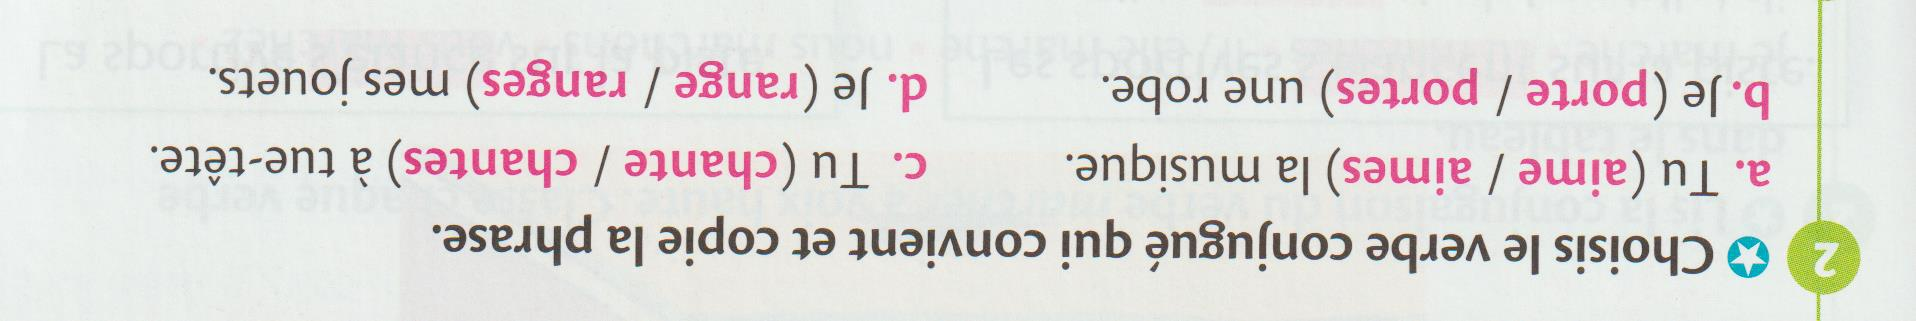 2 Choisis le verbe conjugué qui convient et copie la phrase.
a. Tu (aime / aimes) la musique. c. Tu (chante / chantes) à tue-tête.
b. Je (porte / portes) une robe. d. Je (range / ranges) mes jouets.